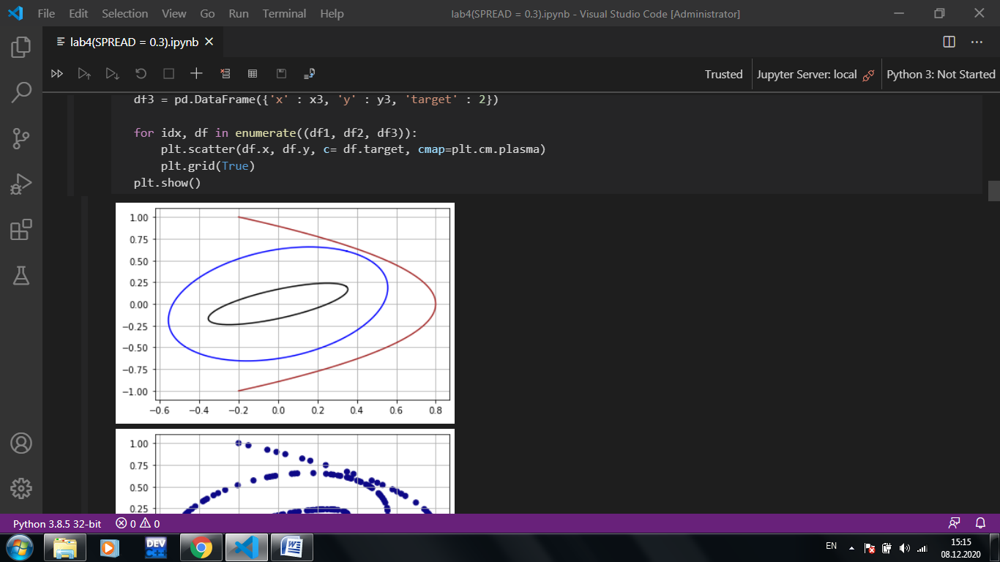 File Edit Selection View Go Run Terminal Help lab4(SPREAD = 0.3).ipynb - Visual Studio Code [Administrator]
lab4(SPREAD = 0.3).ipynb
Trusted Jupyter Server: local Python 3: Not Started
df3 = pd.DataFrame({'x' : x3, 'y' : y3, 'target' : 2})
for idx, df in enumerate((df1, df2, df3)):
plt.scatter(df.x, df.y, c= df.target, cmap=plt.cm.plasma)
plt.grid(True)
plt.show()
1.00
0.75
0.50
0.25
0.00
−0.25
−0.50
−0.75
−1.00
−0.6 −0.4 −0.2 0.0 0.2 0.4 0.6 0.8
1.00
0.75
0.50
0.25
Python 3.8.5 32-bit 0 0
DEV C++ W EN 15:15
08.12.2020